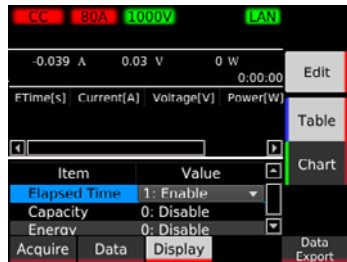 CC 80A 1000V LAN
-0.039 A 0.03 V 0 W
0:00:00
Edit
ETime[s] Current[A] Voltage[V] Power[W]
Table
Chart
Item Value
Elapsed Time 1: Enable
Capacity 0: Disable
Energy 0: Disable
Acquire Data Display Data
Export